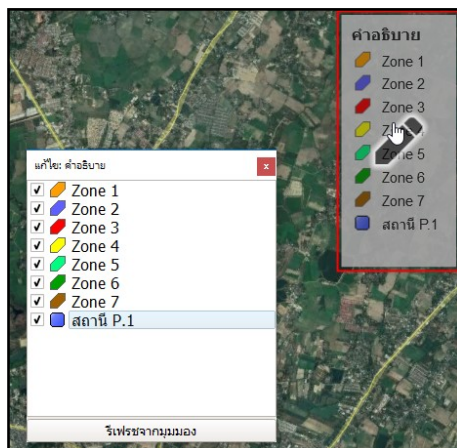 คำอธิบาย
Zone 1
Zone 2
Zone 3
Zone 5
Zone 6
Zone 7
สถานี P.1
แก้ไข: คำอธิบาย
x
Zone 1
Zone 2
Zone 3
Zone 4
Zone 5
Zone 6
Zone 7
สถานี P.1
รีเฟรชจากมุมมอง